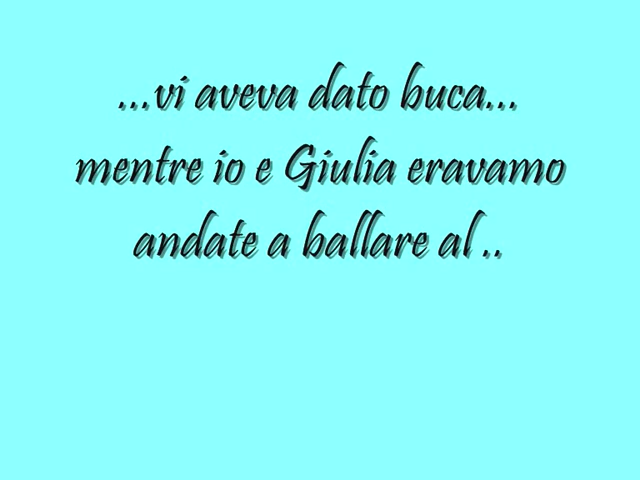 ...vi aveva dato buca...
mentre io e Giulia eravamo
andate a ballare al ..